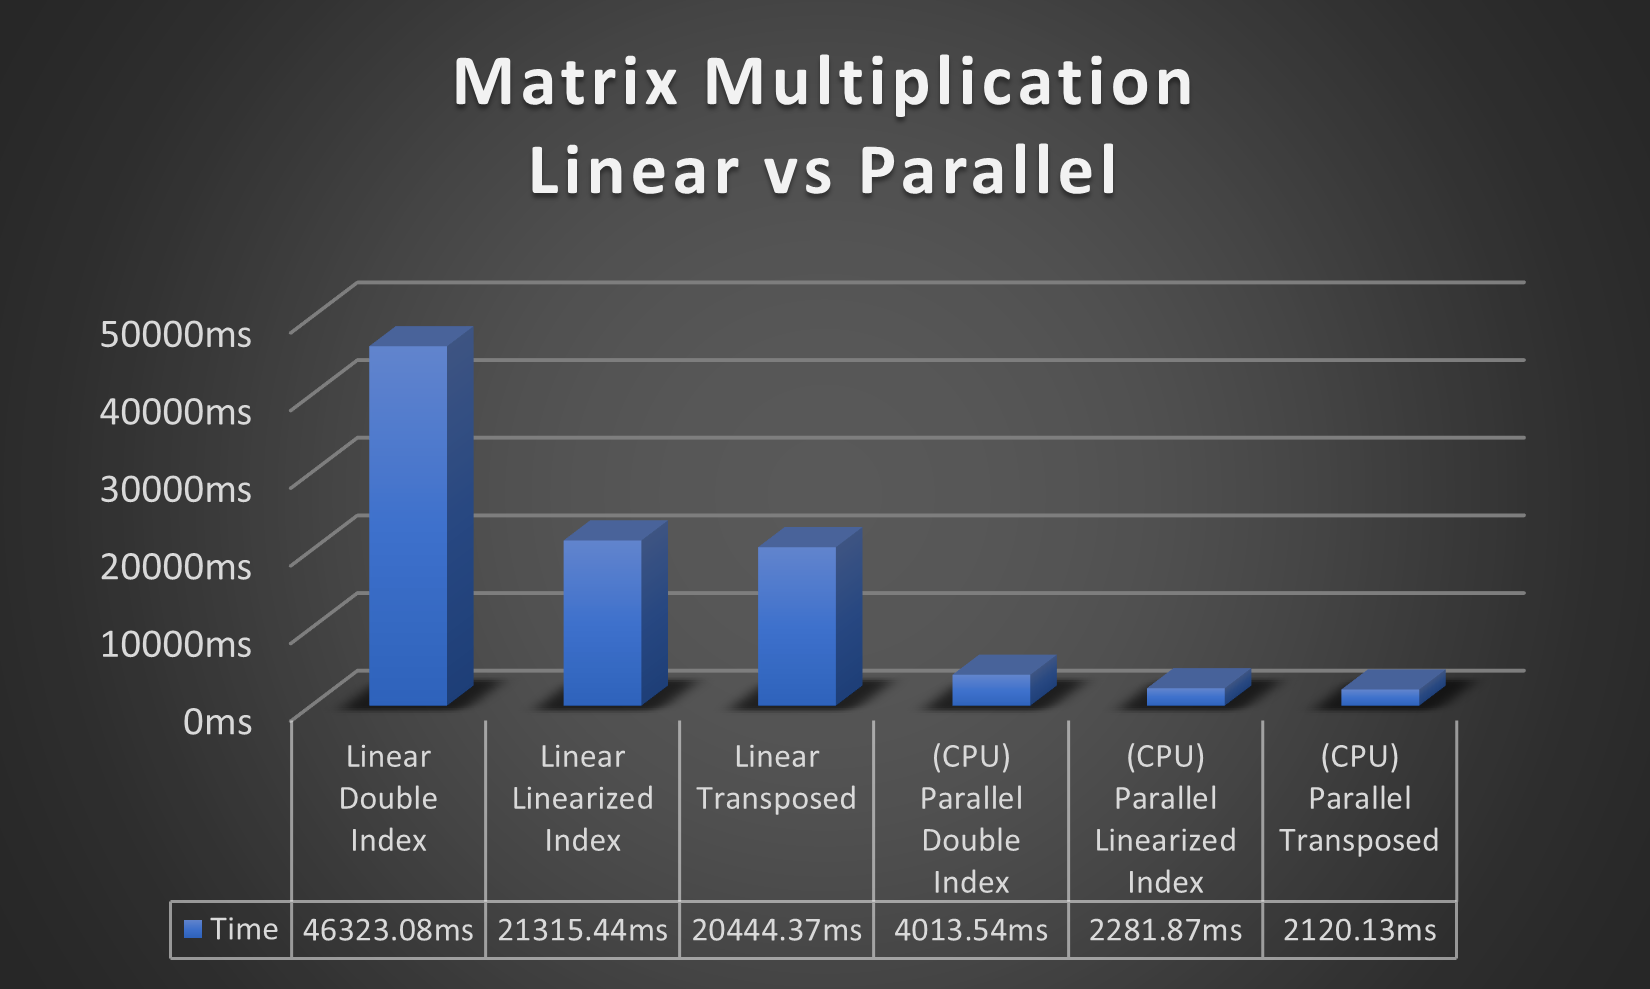 Matrix Multiplication
Linear vs Parallel
50000ms
40000ms
30000ms
20000ms
10000ms
0ms
Linear
Double
Index
Linear
Linearized
Index
Linear
Transposed
(CPU)
Parallel
Double
Index
(CPU)
Parallel
Linearized
Index
(CPU)
Parallel
Transposed
Time 46323.08ms 21315.44ms 20444.37ms 4013.54ms 2281.87ms 2120.13ms